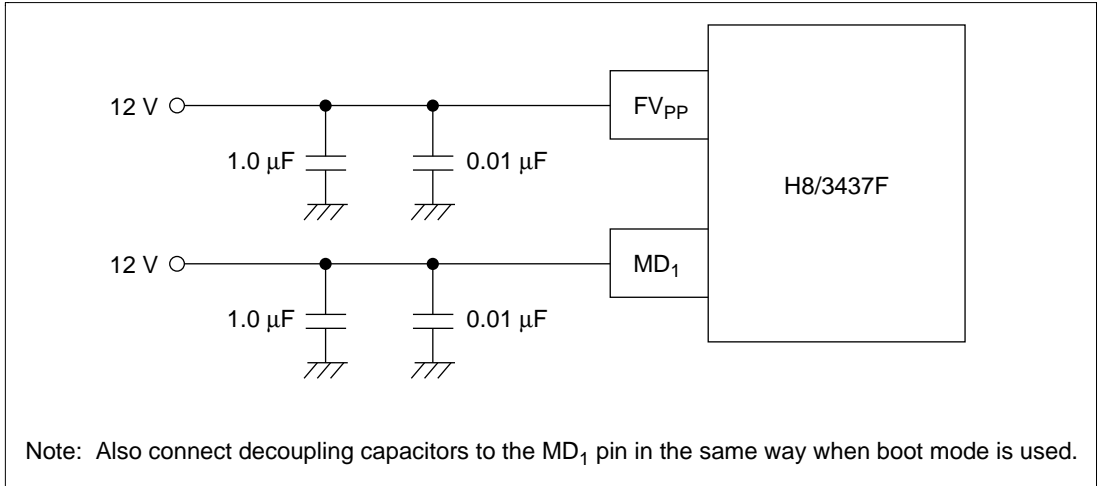 12 V
FVPP
1.0 μF
0.01 μF
H8/3437F
12 V
MD1
1.0 μF
0.01 μF
Note: Also connect decoupling capacitors to the MD1 pin in the same way when boot mode is used.